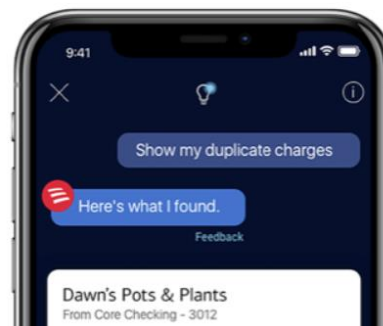 9:41
Show my duplicate charges
Here's what I found.
Feedback
Dawn's Pots & Plants
From Core Checking - 3012